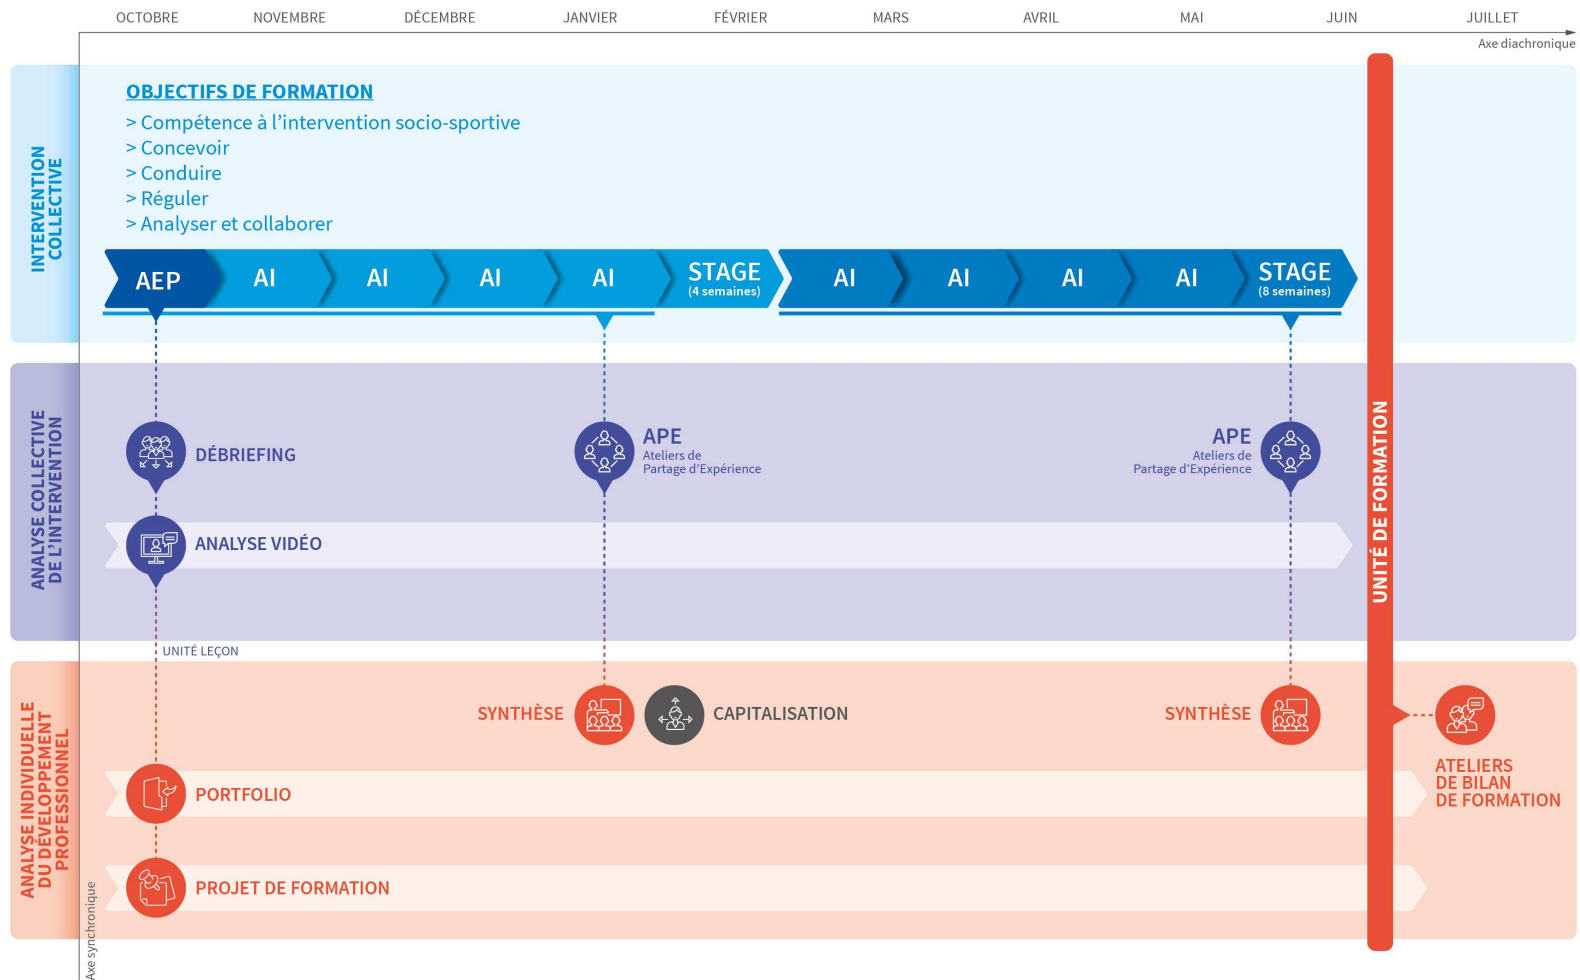 OCTOBRE
NOVEMBRE
DÉCEMBRE
JANVIER
FÉVRIER
MARS
AVRIL
MAI
JUIN
JUILLET
Axe diachronique
INTERVENTION
COLLECTIVE
OBJECTIFS DE FORMATION
> Compétence à l’intervention socio-sportive
> Concevoir
> Conduire
> Réguler
> Analyser et collaborer
AEP
AI
AI
AI
AI
STAGE
(4 semaines)
AI
AI
AI
AI
STAGE
(8 semaines)
ANALYSE COLLECTIVE
DE L’INTERVENTION
DÉBRIEFING
APE
Ateliers de
Partage d’Expérience
APE
Ateliers de
Partage d’Expérience
ANALYSE VIDÉO
UNITÉ DE FORMATION
UNITÉ LEÇON
ANALYSE INDIVIDUELLE
DU DÉVELOPPEMENT
PROFESSIONNEL
SYNTHÈSE
CAPITALISATION
SYNTHÈSE
ATELIERS
DE BILAN
DE FORMATION
PORTFOLIO
PROJET DE FORMATION
Axe synchronique